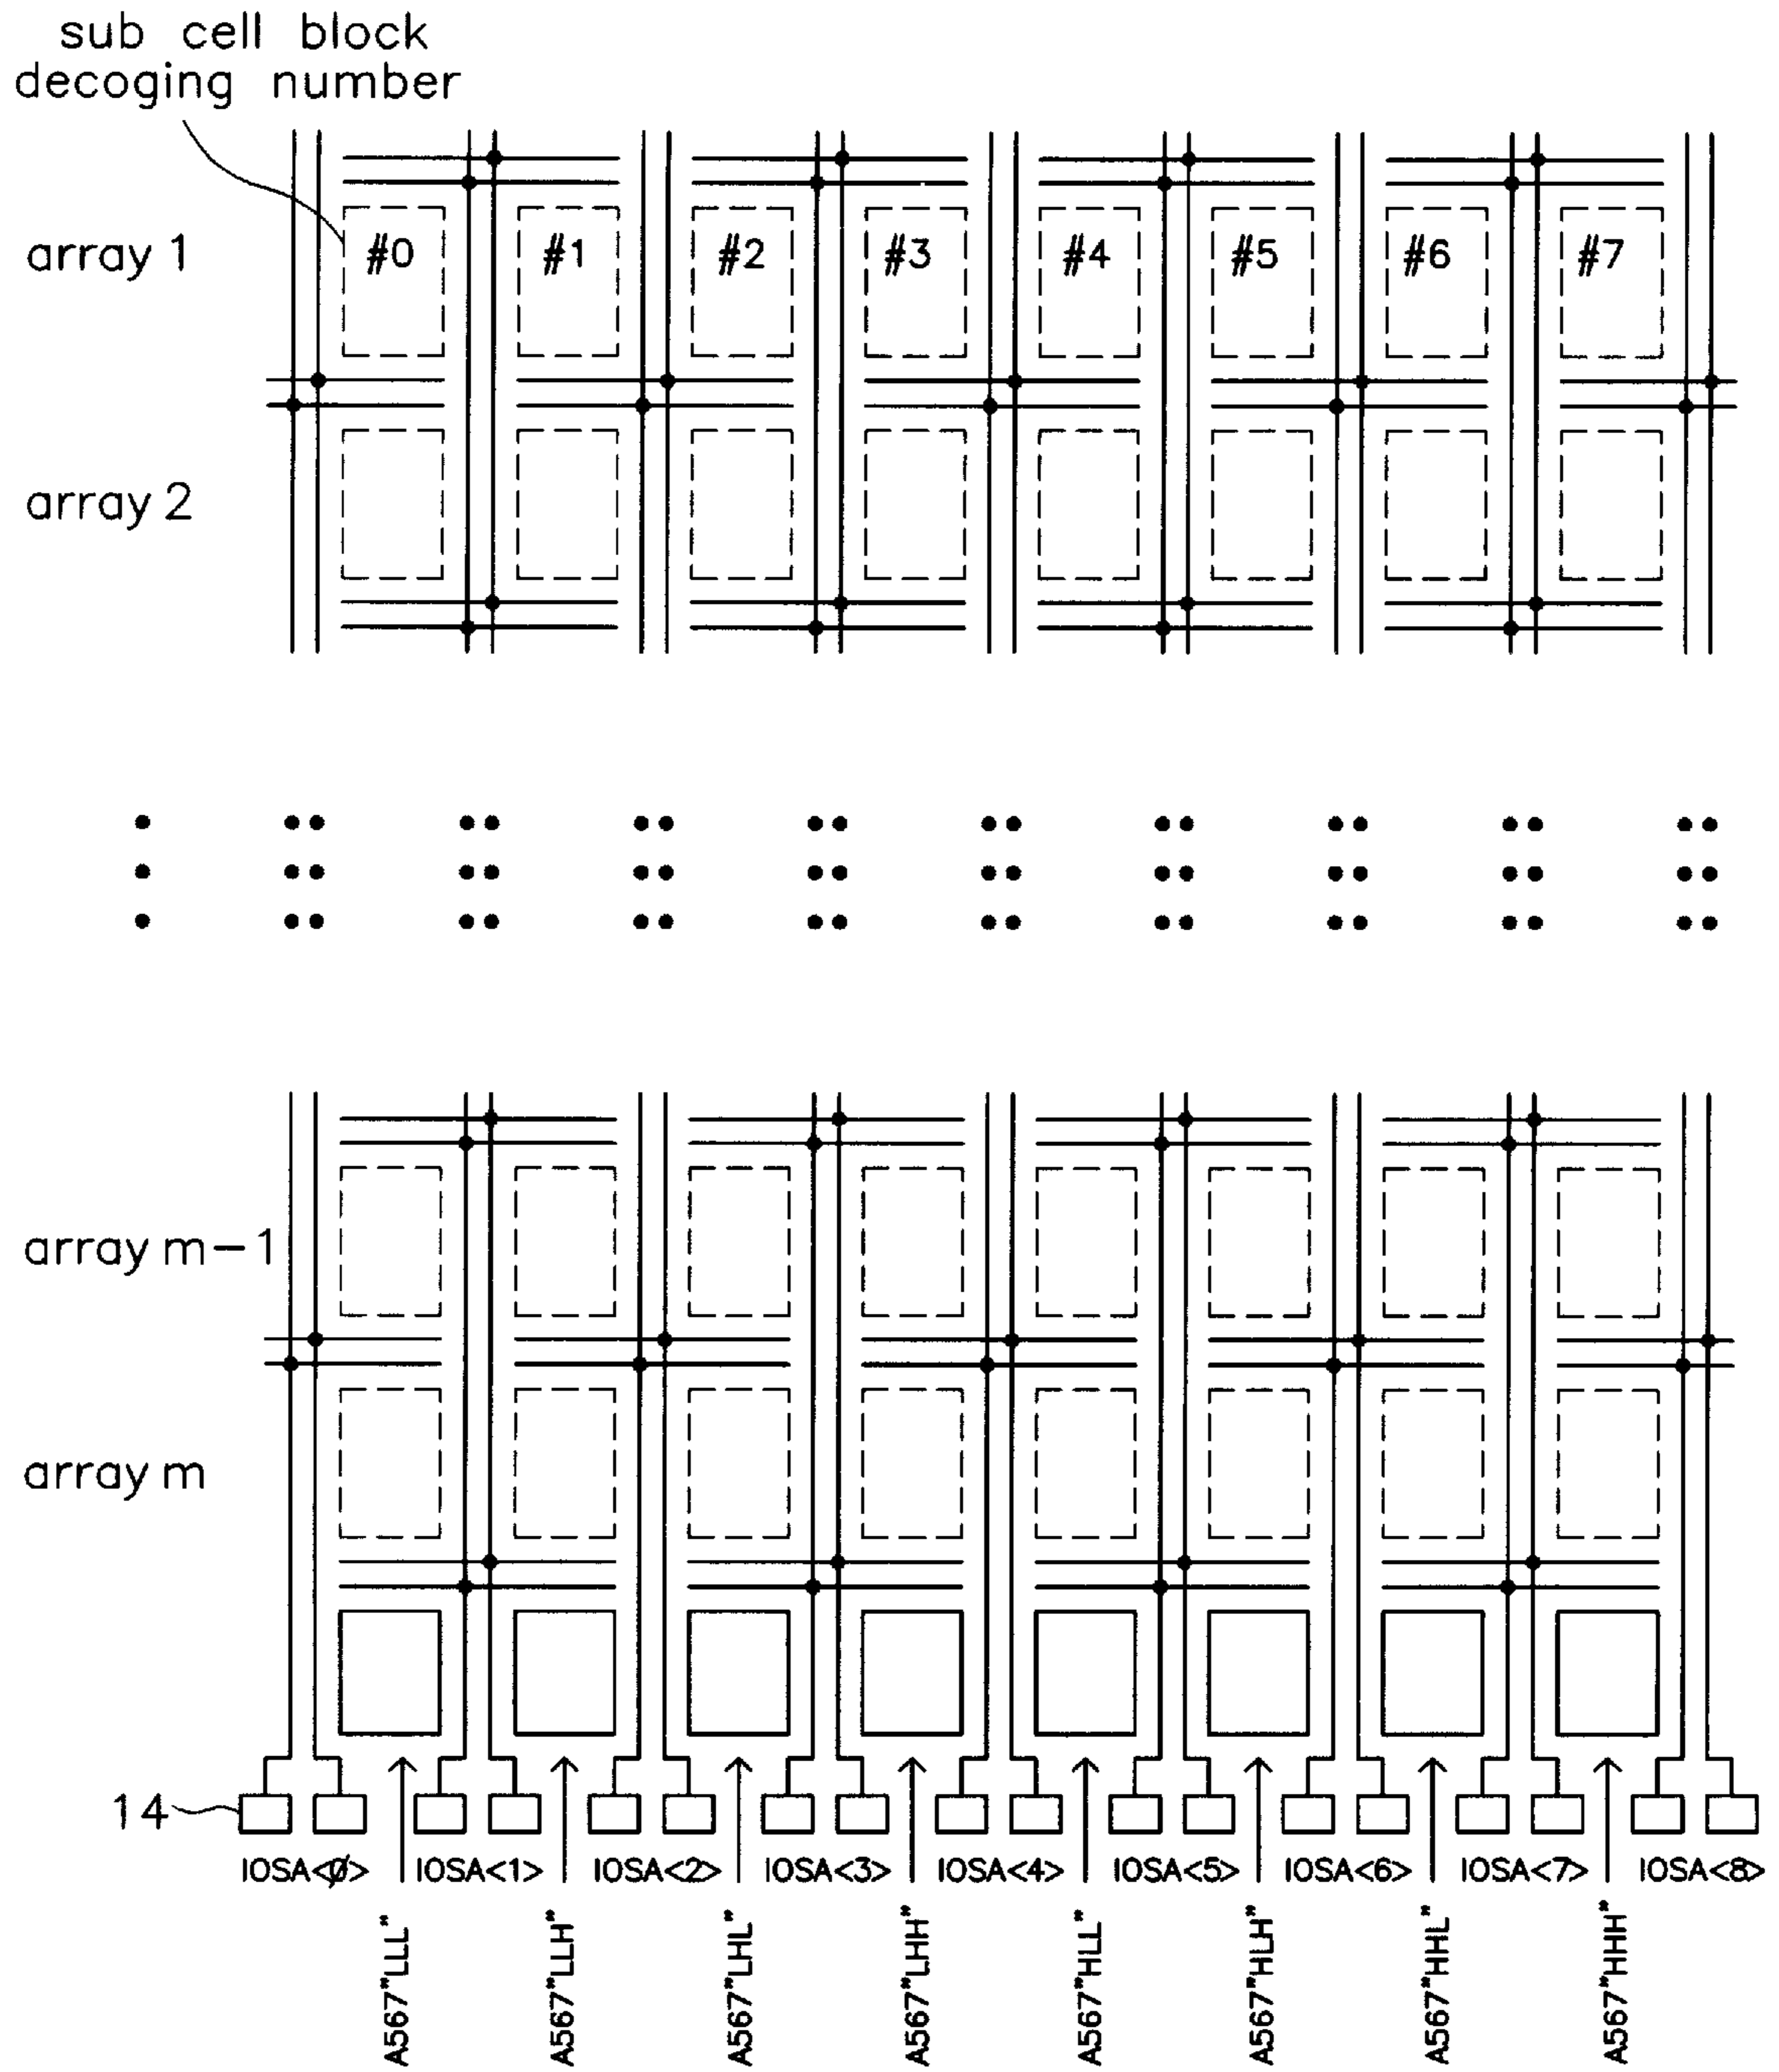 sub cell block
decoging number
array 1
#0 #1 #2 #3 #4 #5 #6 #7
array 2
array m-1
array m
14
IOSA<0> IOSA<1> IOSA<2> IOSA<3> IOSA<4> IOSA<5> IOSA<6> IOSA<7> IOSA<8>
A567"LLL"
A567"LLH"
A567"LHL"
A567"LHH"
A567"HLL"
A567"HLH"
A567"HHL"
A567"HHH"